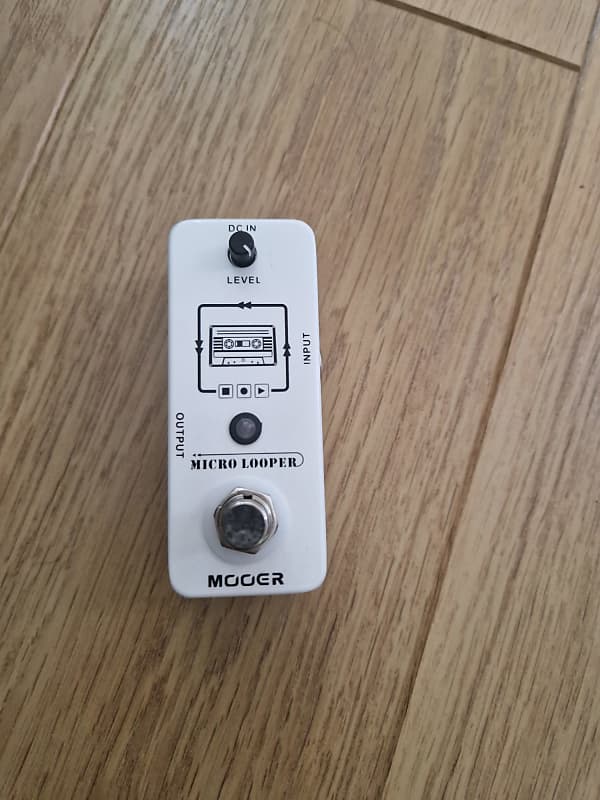 DC IN
LEVEL
INPUT
OUTPUT
MICRO LOOPER
MOOER